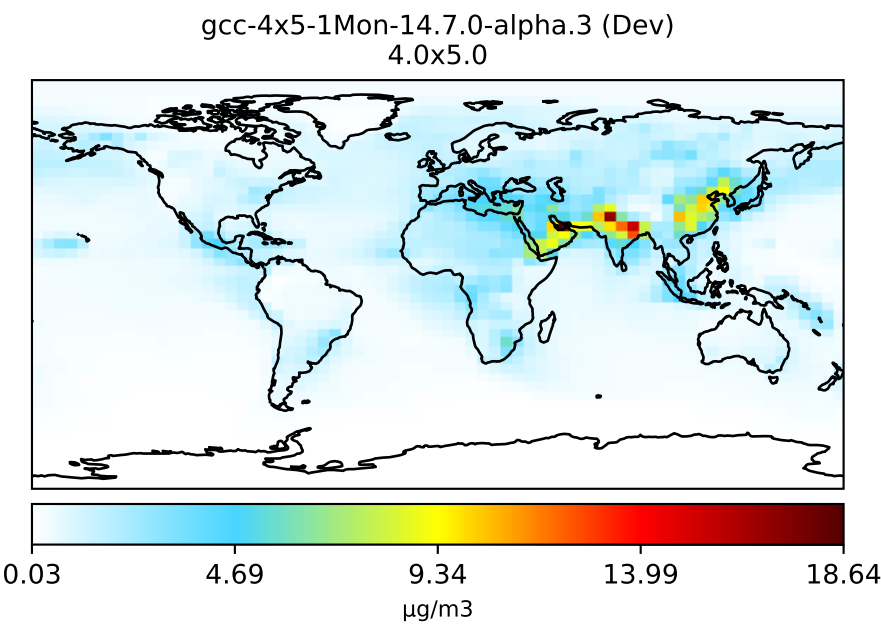 gcc-4x5-1Mon-14.7.0-alpha.3 (Dev)
4.0x5.0
0.03 4.69 9.34 13.99 18.64
μg/m3